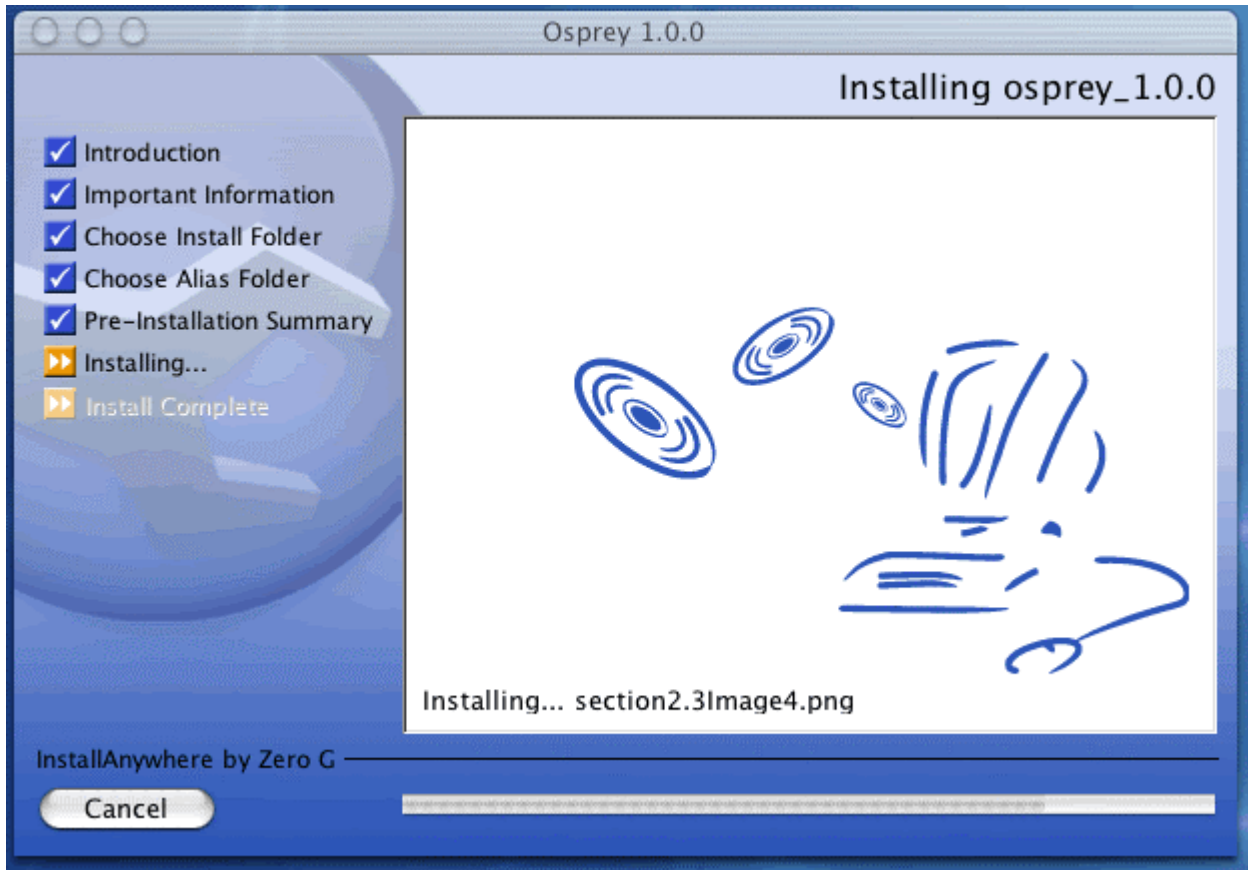 Osprey 1.0.0
Installing osprey_1.0.0
Introduction
Important Information
Choose Install Folder
Choose Alias Folder
Pre-Installation Summary
Installing...
Install Complete
Installing... section2.3Image4.png
InstallAnywhere by Zero G
Cancel